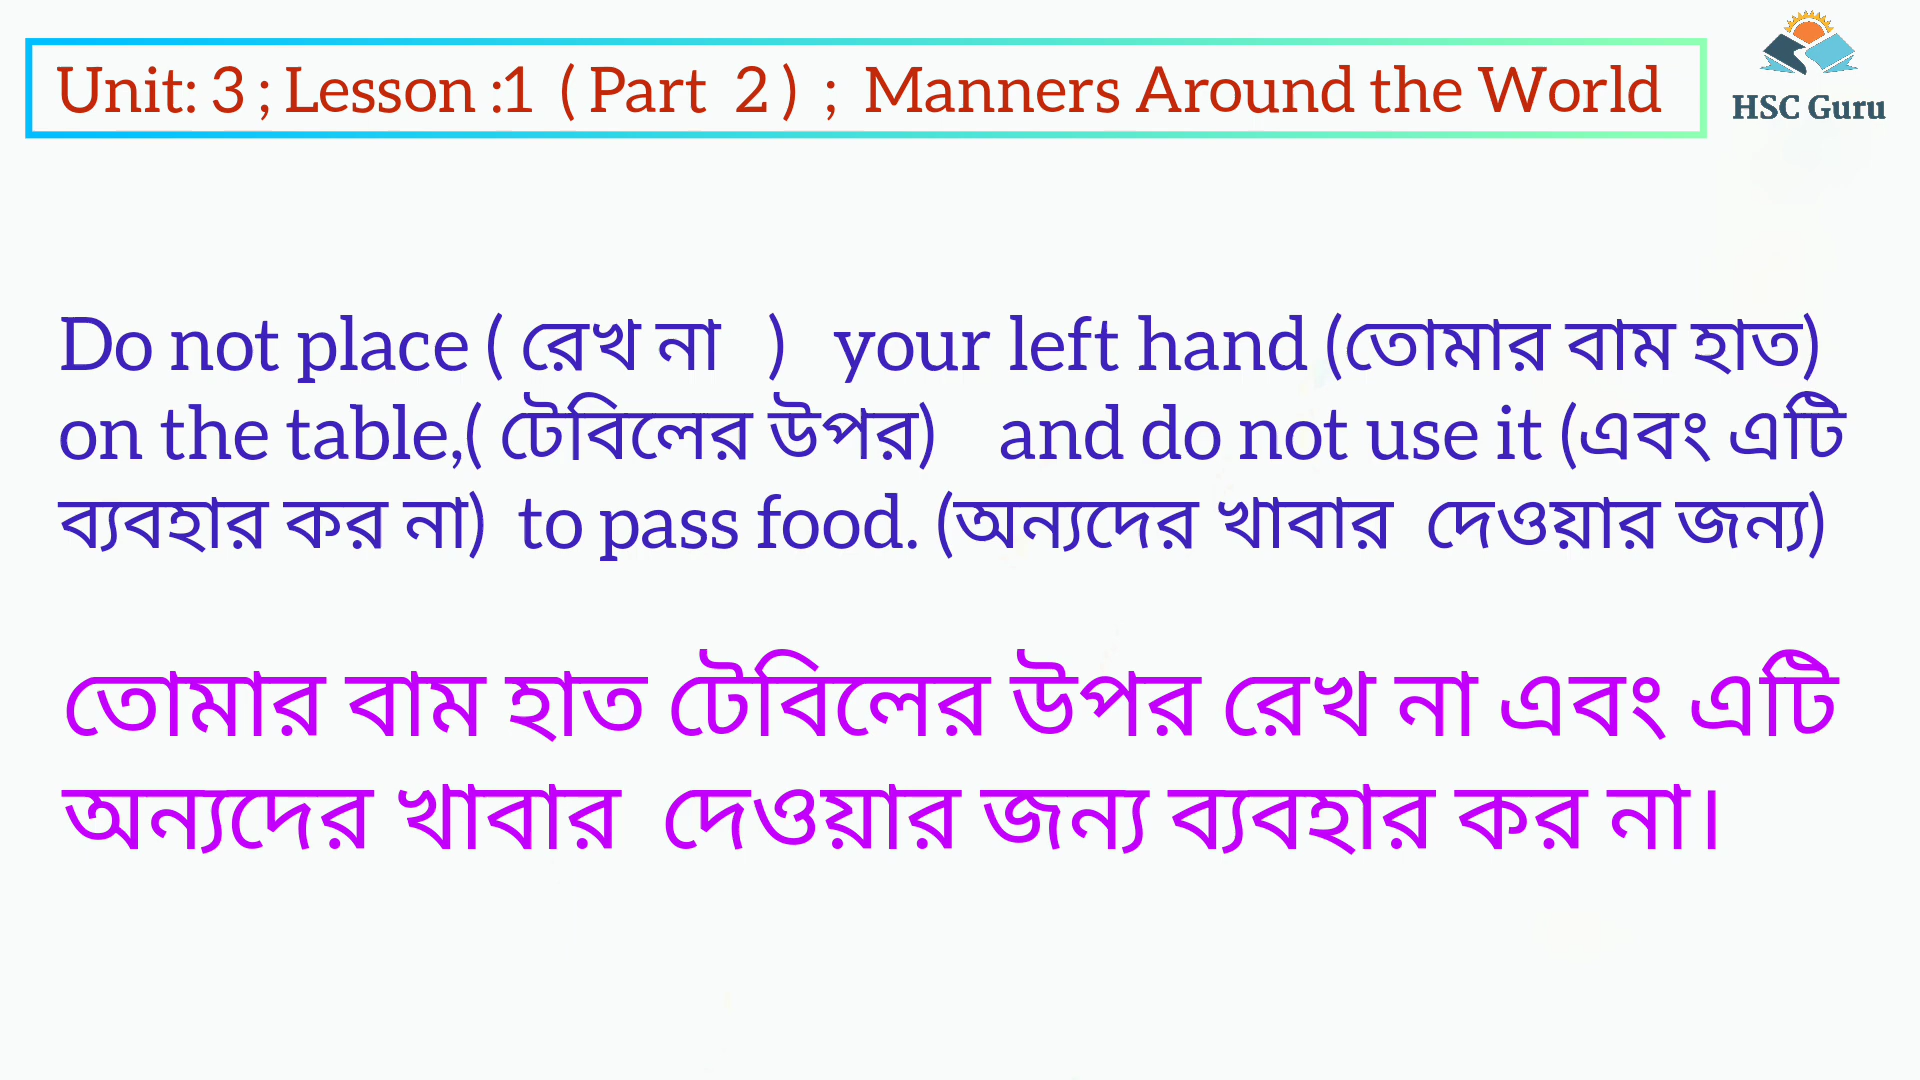 Unit: 3 ; Lesson :1 ( Part 2 ) ; Manners Around the World
HSC Guru
Do not place ( রেখ না ) your left hand (তোমার বাম হাত)
on the table,( টেবিলের উপর) and do not use it (এবং এটি
ব্যবহার কর না) to pass food. (অন্যদের খাবার দেওয়ার জন্য)
তোমার বাম হাত টেবিলের উপর রেখ না এবং এটি
অন্যদের খাবার দেওয়ার জন্য ব্যবহার কর না।